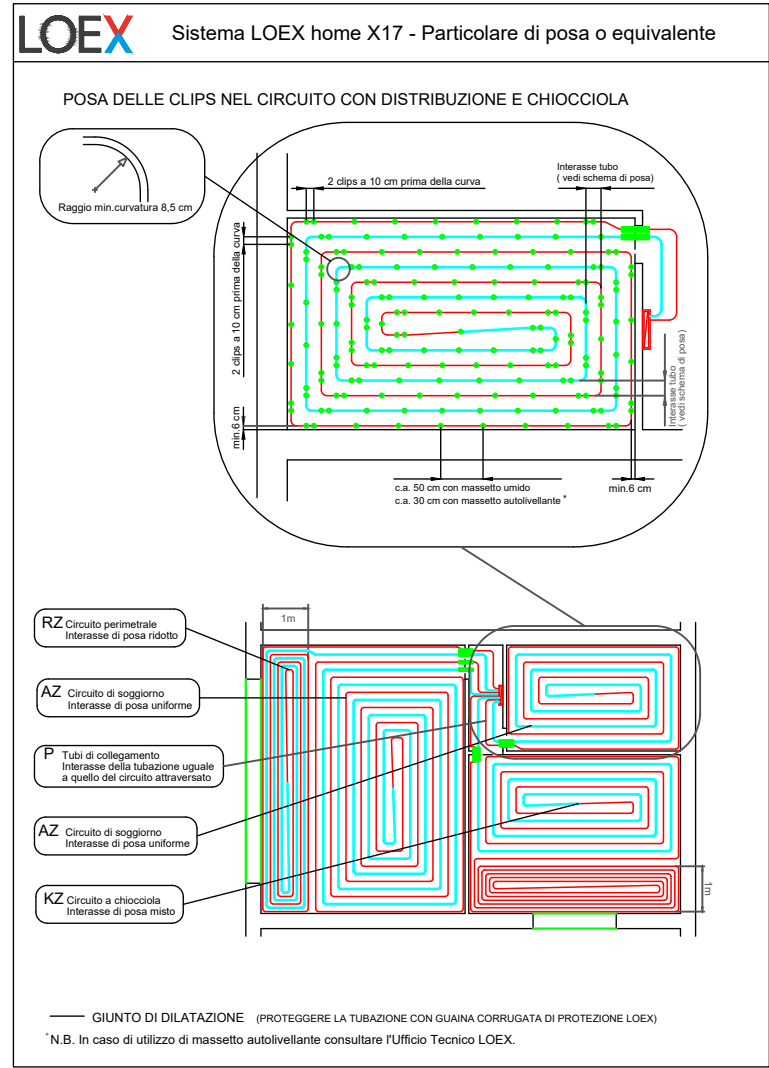 LOEX
Sistema LOEX home X17 - Particolare di posa o equivalente
POSA DELLE CLIPS NEL CIRCUITO CON DISTRIBUZIONE E CHIOCCIOLA
Raggio min.curvatura 8,5 cm
2 clips a 10 cm prima della curva
Interasse tubo
( vedi schema di posa)
2 clips a 10 cm prima della curva
min.6 cm
Interasse tubo
( vedi schema di posa)
c.a. 50 cm con massetto umido
c.a. 30 cm con massetto autolivellante *
min.6 cm
1m
RZ Circuito perimetrale
Interasse di posa ridotto
AZ Circuito di soggiorno
Interasse di posa uniforme
P Tubi di collegamento
Interasse della tubazione uguale
a quello del circuito attraversato
AZ Circuito di soggiorno
Interasse di posa uniforme
KZ Circuito a chiocciola
Interasse di posa misto
1m
GIUNTO DI DILATAZIONE (PROTEGGERE LA TUBAZIONE CON GUAINA CORRUGATA DI PROTEZIONE LOEX)
*N.B. In caso di utilizzo di massetto autolivellante consultare l'Ufficio Tecnico LOEX.